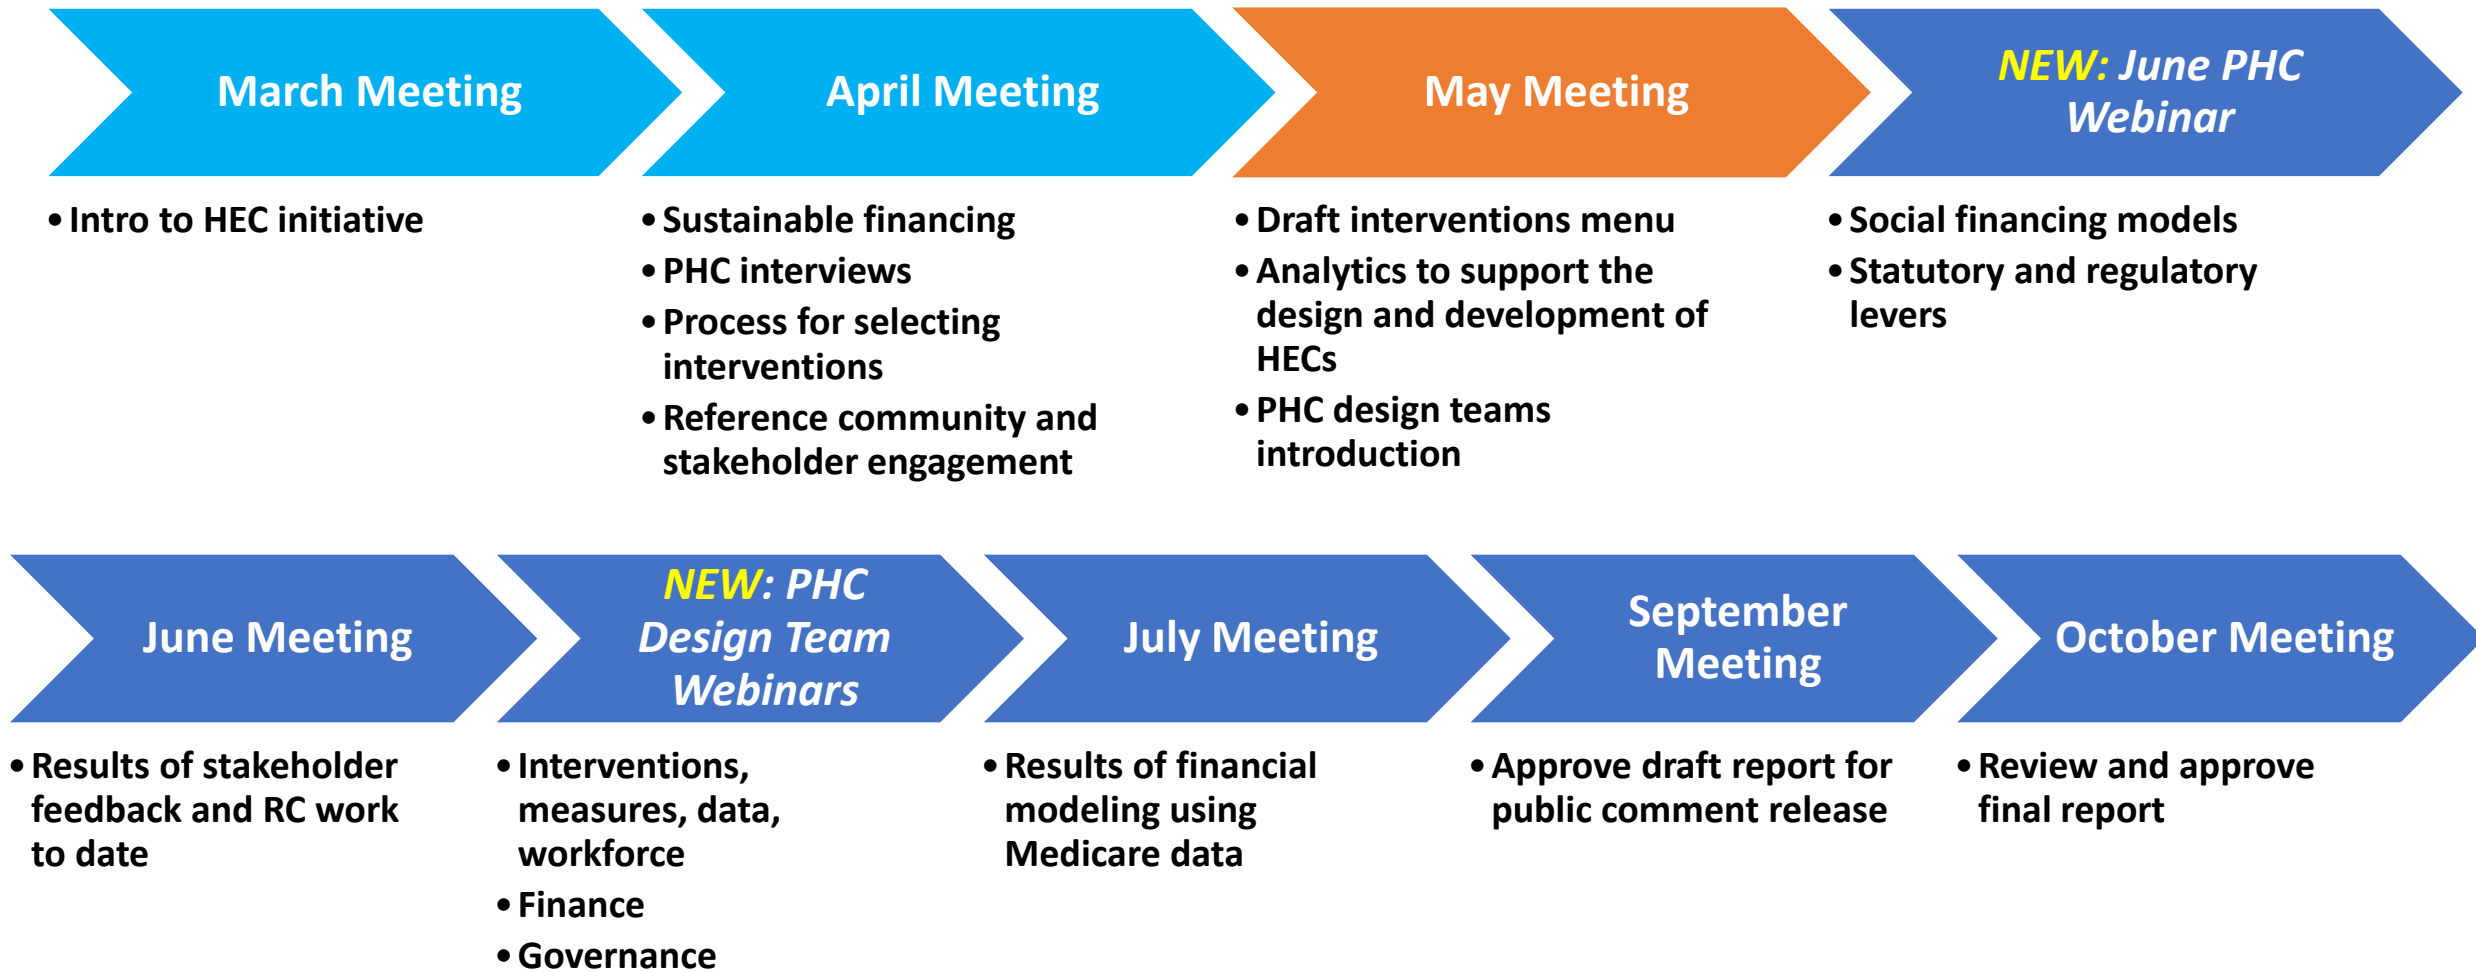 March Meeting
• Intro to HEC initiative
April Meeting
• Sustainable financing
• PHC interviews
• Process for selecting
interventions
• Reference community and
stakeholder engagement
May Meeting
• Draft interventions menu
• Analytics to support the
design and development of
HECs
• PHC design teams
introduction
NEW: June PHC
Webinar
• Social financing models
• Statutory and regulatory
levers
June Meeting
• Results of stakeholder
feedback and RC work
to date
NEW: PHC
Design Team
Webinars
• Interventions,
measures, data,
workforce
• Finance
• Governance
July Meeting
• Results of financial
modeling using
Medicare data
September
Meeting
• Approve draft report for
public comment release
October Meeting
• Review and approve
final report